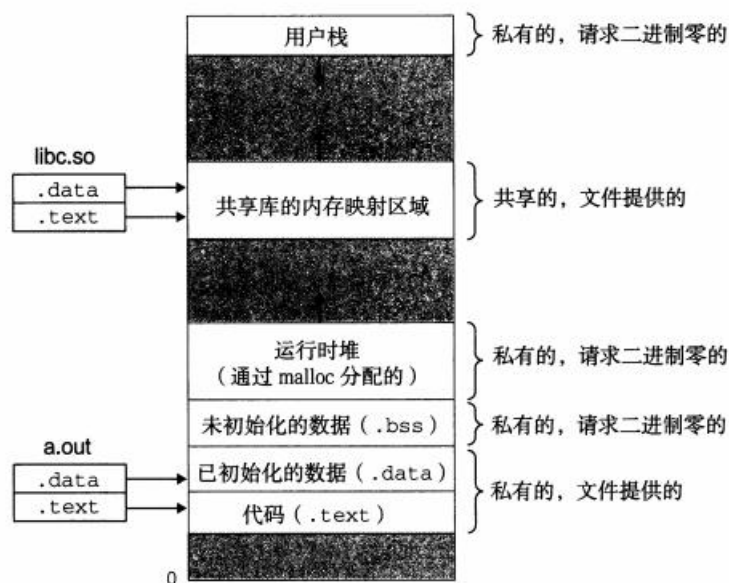 用户栈
私有的，请求二进制零的
libc.so
.data
.text
共享库的内存映射区域
共享的，文件提供的
运行时堆
（通过 malloc 分配的）
私有的，请求二进制零的
未初始化的数据（.bss）
私有的，请求二进制零的
a.out
.data
.text
已初始化的数据（.data）
代码（.text）
私有的，文件提供的
0